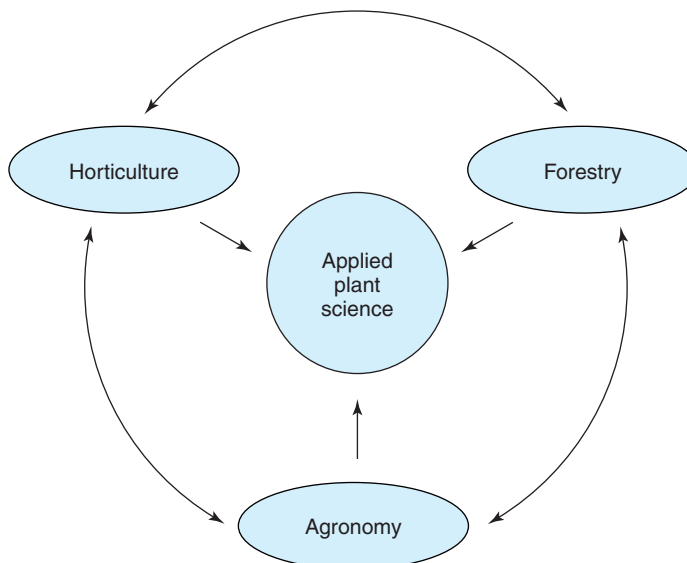 Horticulture
Forestry
Applied
plant
science
Agronomy